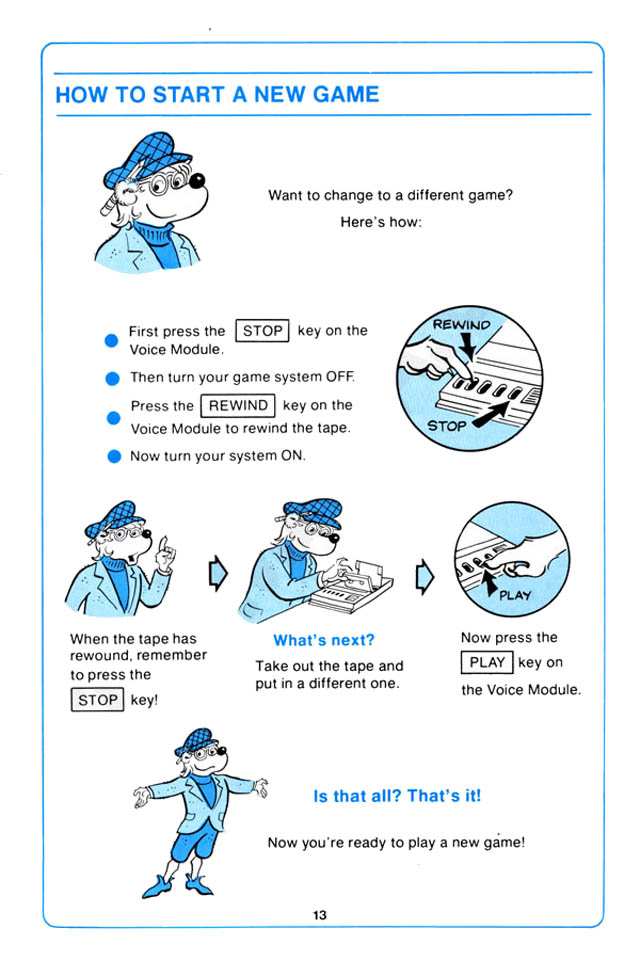 HOW TO START A NEW GAME
Want to change to a different game?
Here's how:
First press the STOP key on the
Voice Module.
Then turn your game system OFF.
Press the REWIND key on the
Voice Module to rewind the tape.
Now turn your system ON.
REWIND
STOP
PLAY
When the tape has
rewound, remember
to press the
STOP key!
What's next?
Take out the tape and
put in a different one.
Now press the
PLAY key on
the Voice Module.
Is that all? That's it!
Now you're ready to play a new game!
13